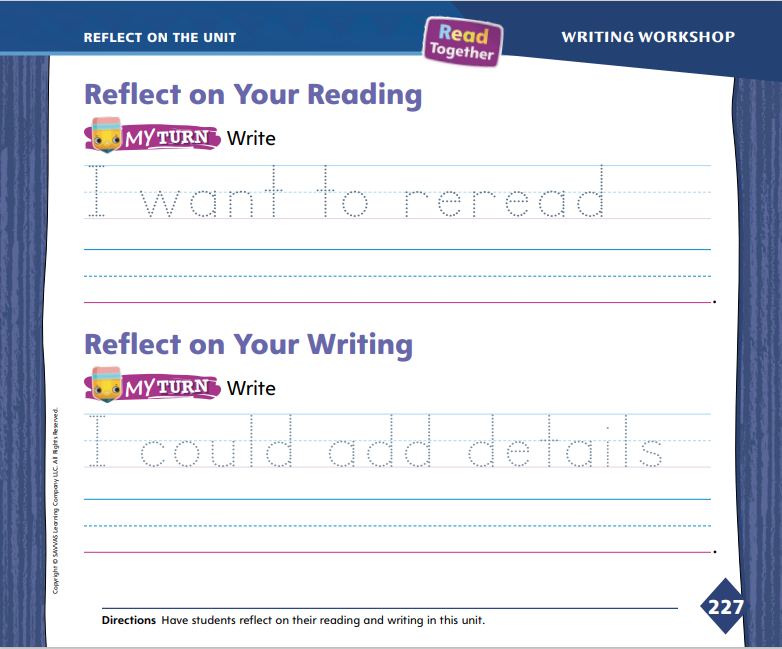 REFLECT ON THE UNIT
Read
Together
WRITING WORKSHOP
Reflect on Your Reading
MY TURN Write
I want to reread
.
Reflect on Your Writing
MY TURN Write
I could add details
.
Copyright © SAVVAS Learning Company LLC. All Rights Reserved.
Directions Have students reflect on their reading and writing in this unit.
227